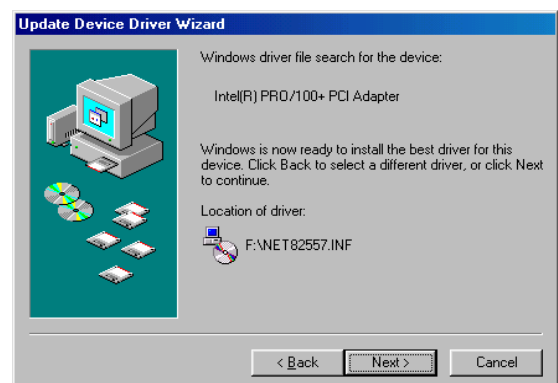 Update Device Driver Wizard
Windows driver file search for the device:
Intel(R) PRO/100+ PCI Adapter
Windows is now ready to install the best driver for this
device. Click Back to select a different driver, or click Next
to continue.
Location of driver:
F:\NET82557.INF
< Back
Next >
Cancel